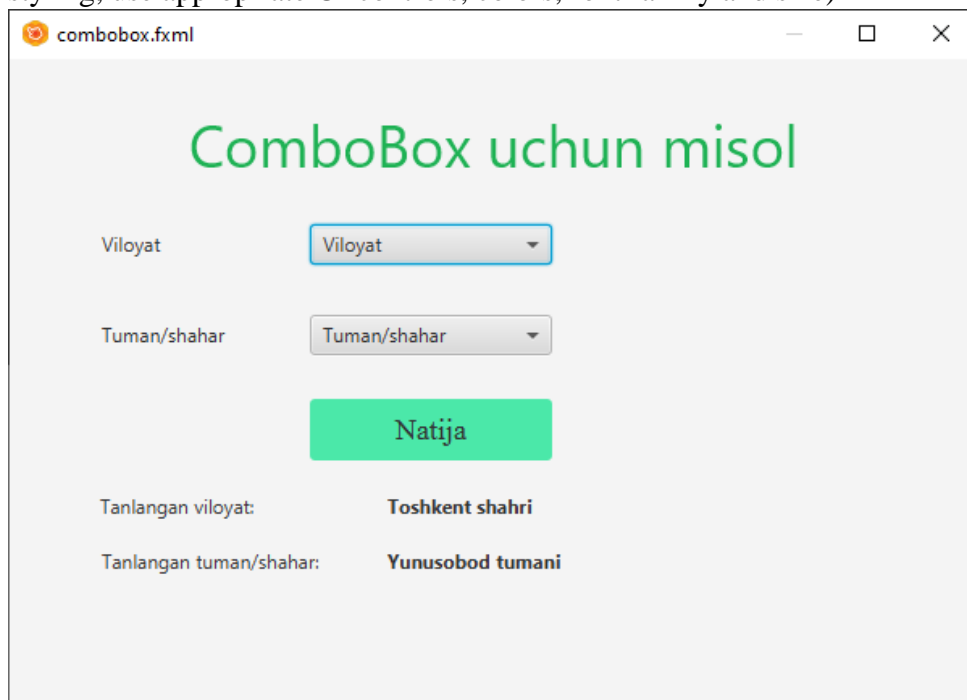 combobox.fxml
ComboBox uchun misol
Viloyat Viloyat
Tuman/shahar Tuman/shahar
Natija
Tanlangan viloyat: Toshkent shahri
Tanlangan tuman/shahar: Yunusobod tumani